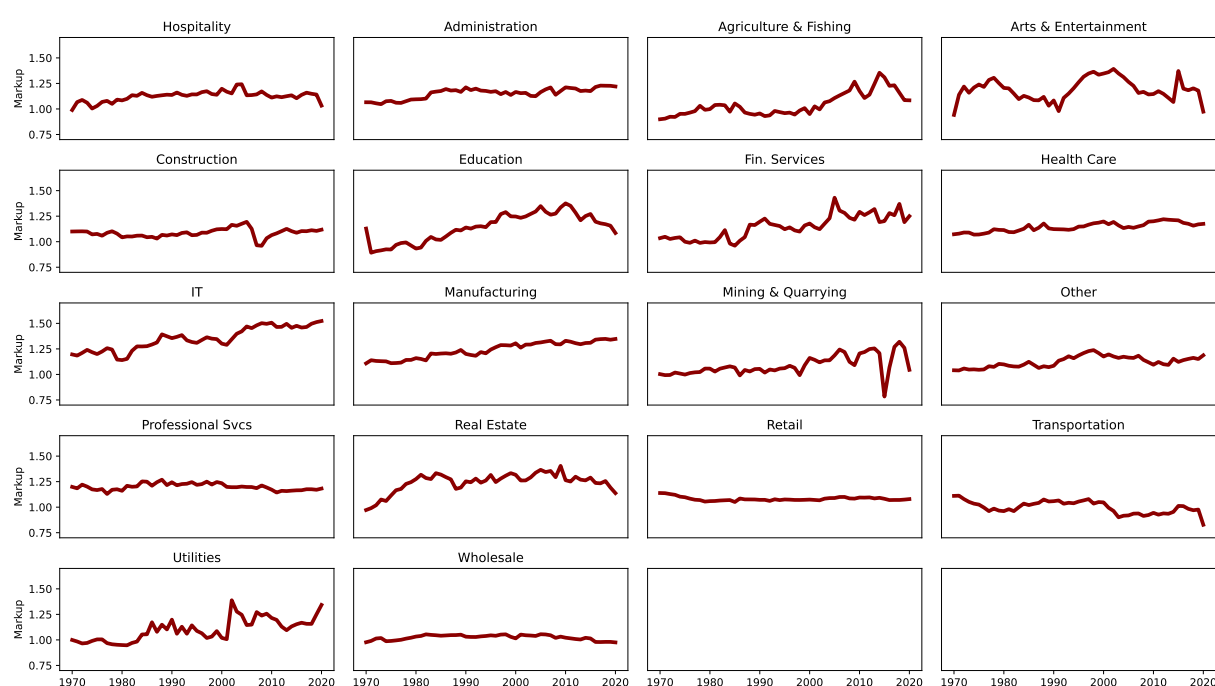 Hospitality
Administration
Agriculture & Fishing
Arts & Entertainment
Markup
1.50
1.25
1.00
0.75
Construction
Education
Fin. Services
Health Care
Markup
1.50
1.25
1.00
0.75
IT
Manufacturing
Mining & Quarrying
Other
Markup
1.50
1.25
1.00
0.75
Professional Svcs
Real Estate
Retail
Transportation
Markup
1.50
1.25
1.00
0.75
Utilities
Wholesale
Markup
1.50
1.25
1.00
0.75
1970 1980 1990 2000 2010 2020 1970 1980 1990 2000 2010 2020 1970 1980 1990 2000 2010 2020 1970 1980 1990 2000 2010 2020